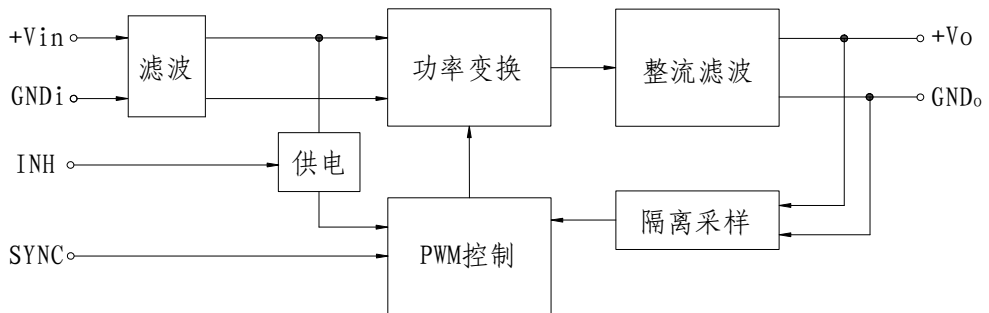 +Vin
滤波
功率变换
整流滤波
+Vo
GNDi
GNDo
INH
供电
隔离采样
SYNC
PWM控制